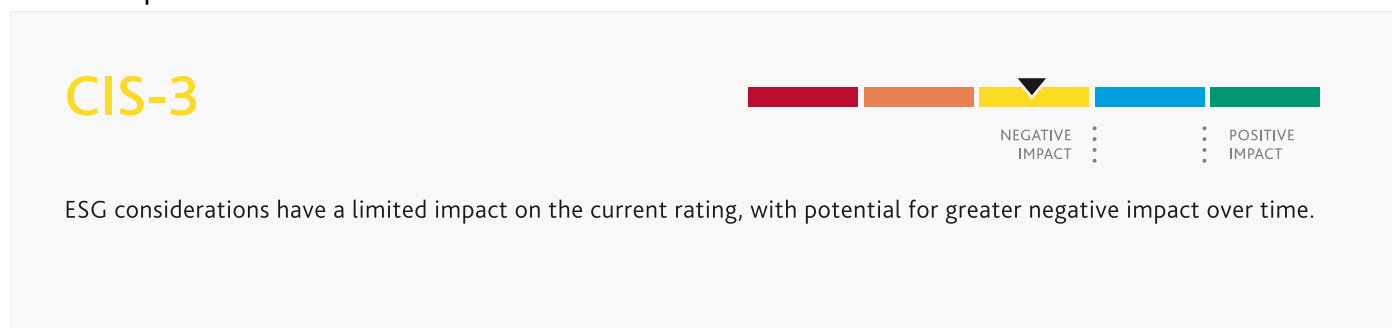 CIS-3
NEGATIVE
IMPACT
POSITIVE
IMPACT
ESG considerations have a limited impact on the current rating, with potential for greater negative impact over time.